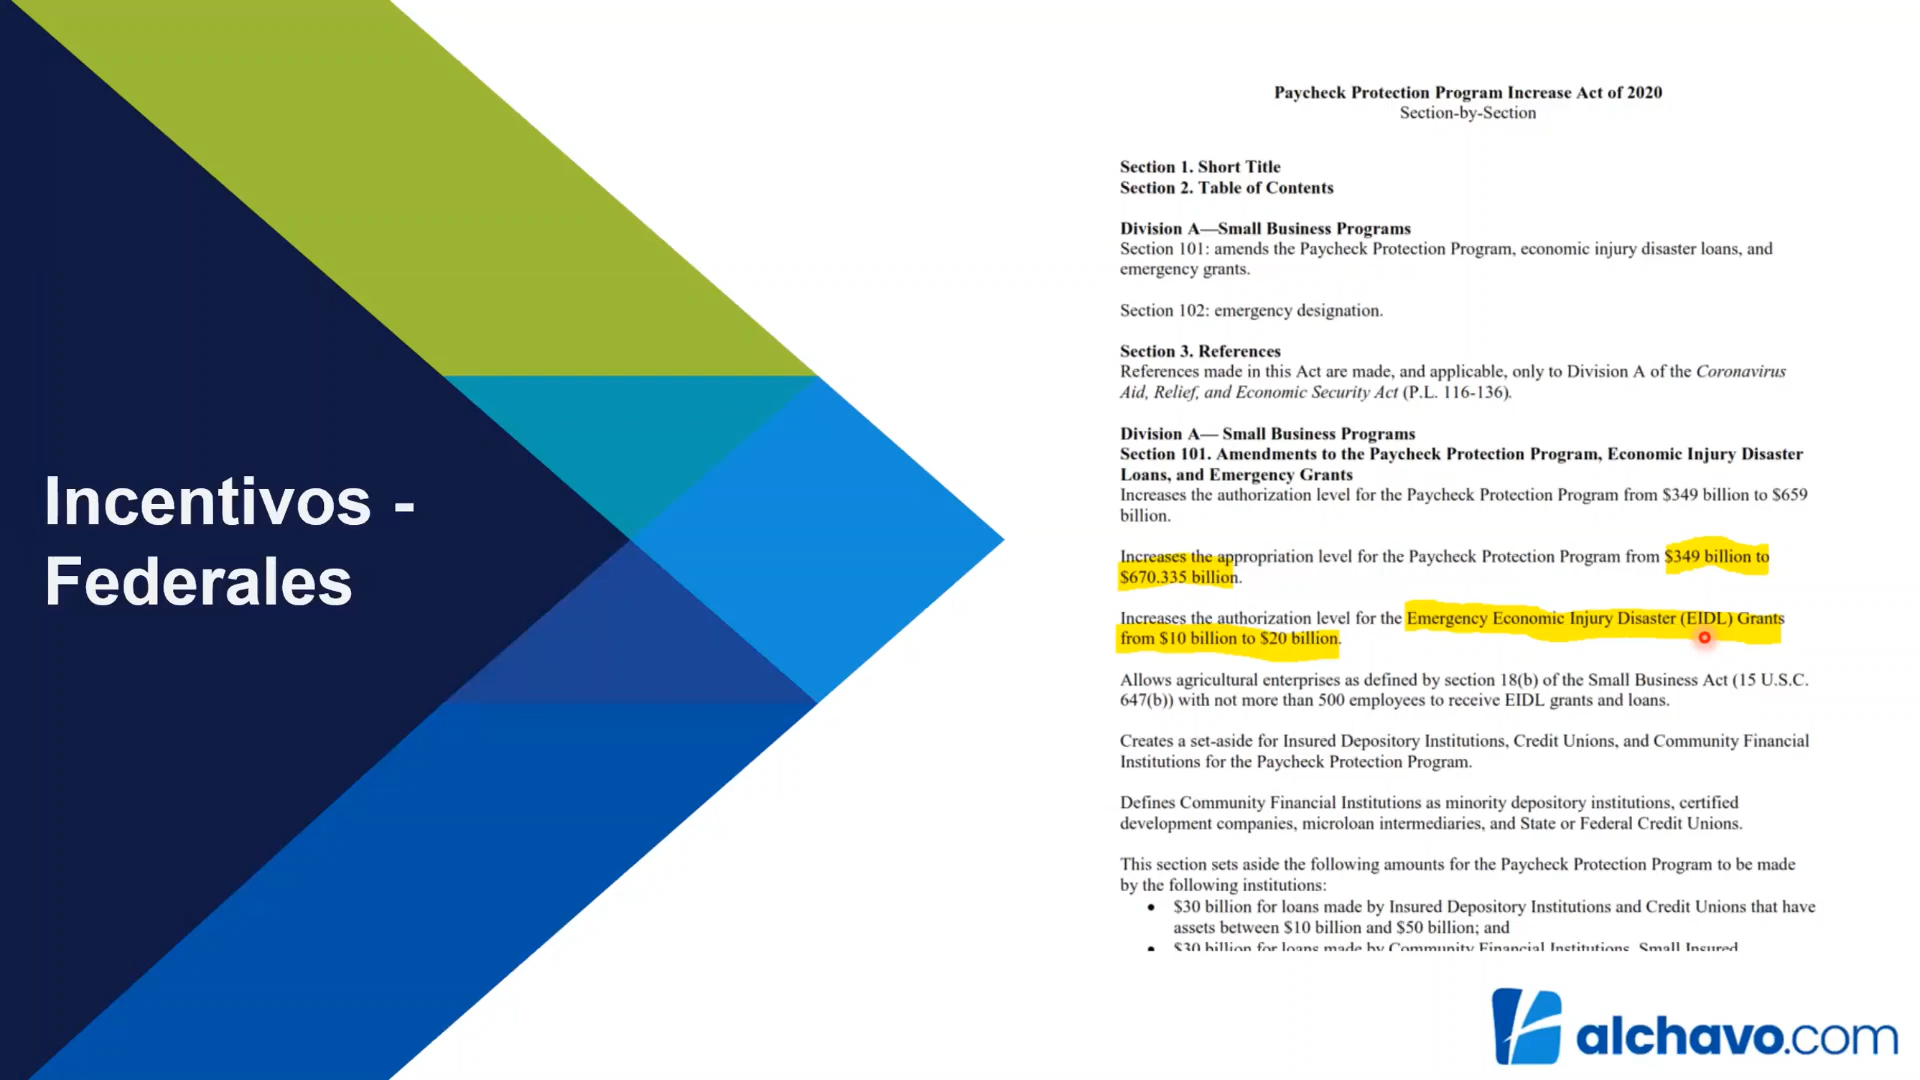 Incentivos -
Federales
Paycheck Protection Program Increase Act of 2020
Section-by-Section
Section 1. Short Title
Section 2. Table of Contents
Division A—Small Business Programs
Section 101: amends the Paycheck Protection Program, economic injury disaster loans, and
emergency grants.
Section 102: emergency designation.
Section 3. References
References made in this Act are made, and applicable, only to Division A of the Coronavirus
Aid, Relief, and Economic Security Act (P.L. 116-136).
Division A— Small Business Programs
Section 101. Amendments to the Paycheck Protection Program, Economic Injury Disaster
Loans, and Emergency Grants
Increases the authorization level for the Paycheck Protection Program from $349 billion to $659
billion.
Increases the appropriation level for the Paycheck Protection Program from $349 billion to
$670.335 billion.
Increases the authorization level for the Emergency Economic Injury Disaster (EIDL) Grants
from $10 billion to $20 billion.
Allows agricultural enterprises as defined by section 18(b) of the Small Business Act (15 U.S.C.
647(b)) with not more than 500 employees to receive EIDL grants and loans.
Creates a set-aside for Insured Depository Institutions, Credit Unions, and Community Financial
Institutions for the Paycheck Protection Program.
Defines Community Financial Institutions as minority depository institutions, certified
development companies, microloan intermediaries, and State or Federal Credit Unions.
This section sets aside the following amounts for the Paycheck Protection Program to be made
by the following institutions:
• $30 billion for loans made by Insured Depository Institutions and Credit Unions that have
assets between $10 billion and $50 billion; and
• $30 billion for loans made by Community Financial Institutions, Small Insured
alchavo.com